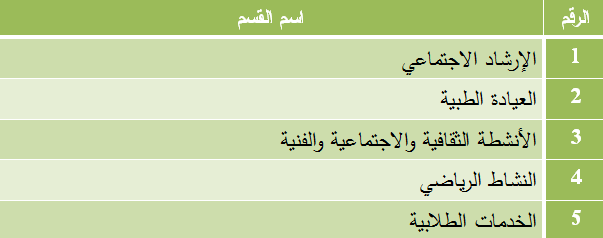 الرقم اسم القسم
1 الإرشاد الاجتماعي
2 العيادة الطبية
3 الأنشطة الثقافية والاجتماعية والفنية
4 النشاط الرياضي
5 الخدمات الطلابية